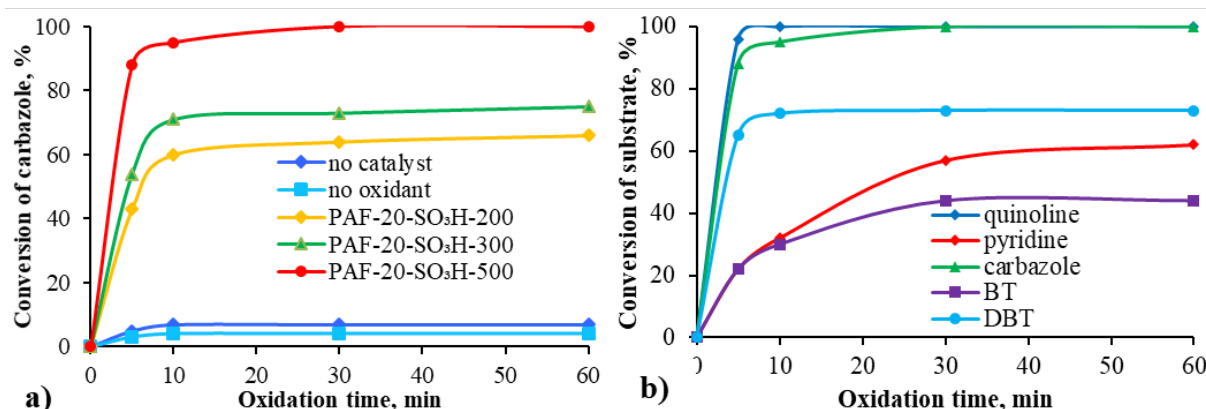 Conversion of carbazole, %
100
80
60
40
20
0
no catalyst
no oxidant
PAF-20-SO₃H-200
PAF-20-SO₃H-300
PAF-20-SO₃H-500
0 10 20 30 40 50 60
a)
Oxidation time, min
Conversion of substrate, %
100
80
60
40
20
0
quinoline
pyridine
carbazole
BT
DBT
0 10 20 30 40 50 60
b)
Oxidation time, min